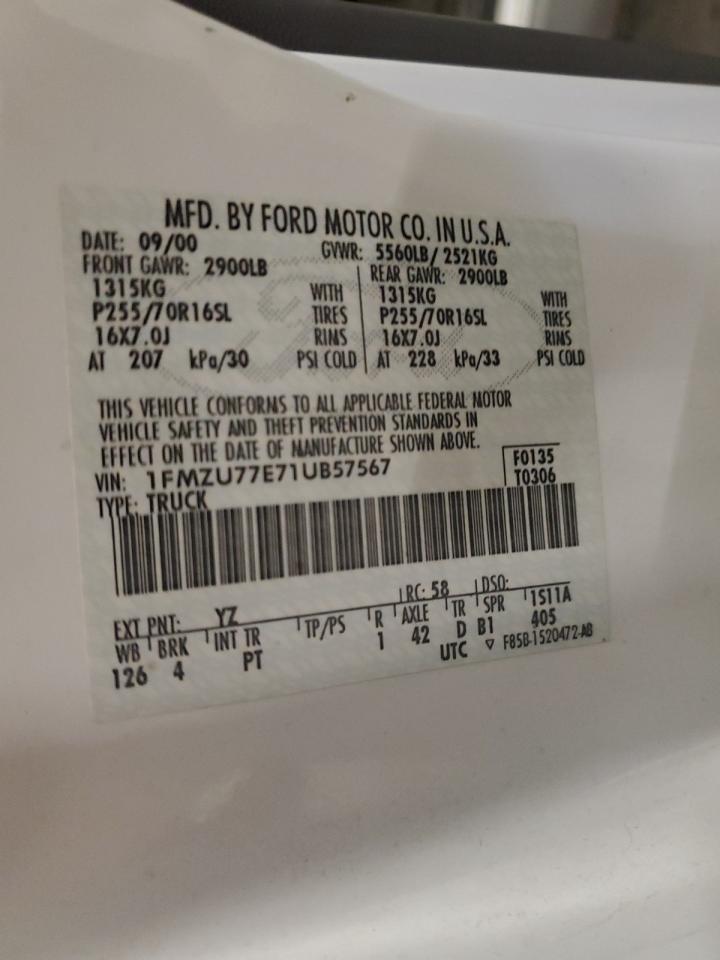 MFD. BY FORD MOTOR CO. IN U.S.A.
DATE: 09/00 GVWR: 5560LB/ 2521KG
FRONT GAWR: 2900LB REAR GAWR: 2900LB
1315KG WITH 1315KG WITH
P255/70R16SL TIRES P255/70R16SL TIRES
16X7.0J RIMS 16X7.0J RIMS
AT 207 kPa/30 PSI COLD AT 228 kPa/33 PSI COLD
THIS VEHICLE CONFORMS TO ALL APPLICABLE FEDERAL MOTOR
VEHICLE SAFETY AND THEFT PREVENTION STANDARDS IN
EFFECT ON THE DATE OF MANUFACTURE SHOWN ABOVE.
VIN: 1FMZU77E71UB57567 F0135
TYPE: TRUCK T0306
EXT PNT: YZ RC: 58 DSO:
WB BRK INT TR TP/PS R AXLE TR SPR 1S11A
126 4 PT 1 42 D B1 405
UTC ▽ F85B-1520472-AB